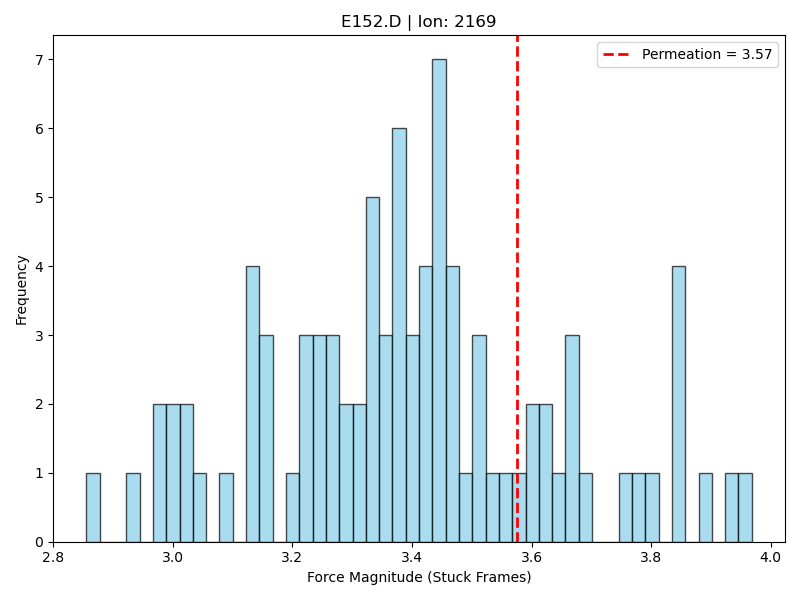 E152.D | Ion: 2169
Permeation = 3.57
7
6
5
4
3
2
1
0
Frequency
2.8 3.0 3.2 3.4 3.6 3.8 4.0
Force Magnitude (Stuck Frames)